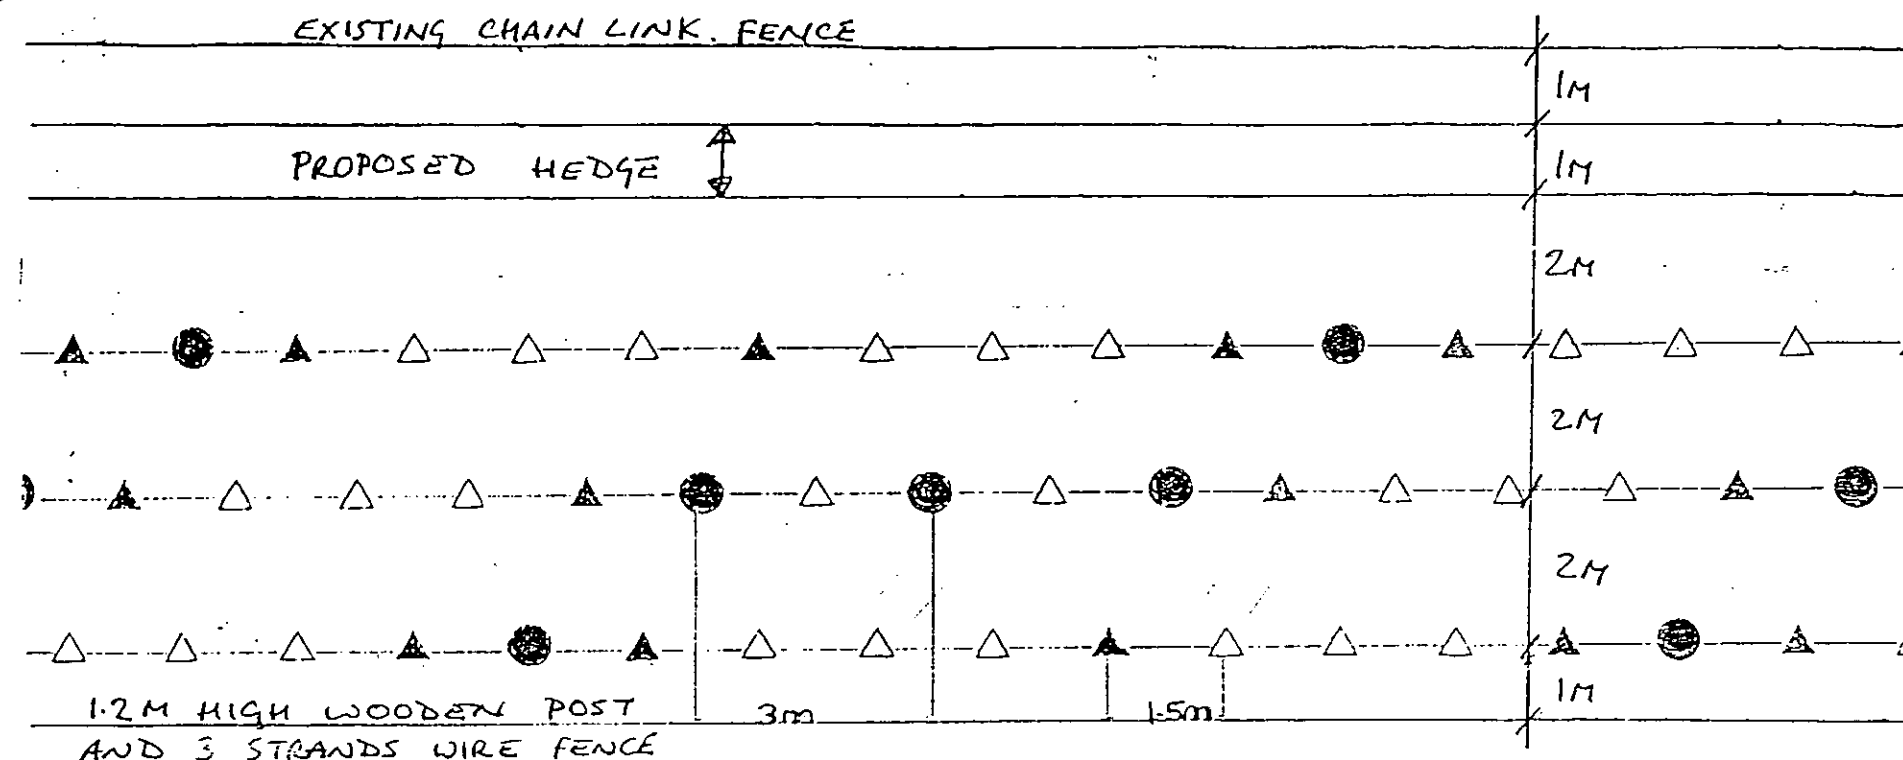 EXISTING CHAIN LINK. FENCE
1M
PROPOSED HEDGE
1M
2M
2M
2M
1.2M HIGH WOODEN POST
AND 3 STRANDS WIRE FENCE
3m
1.5m
1M